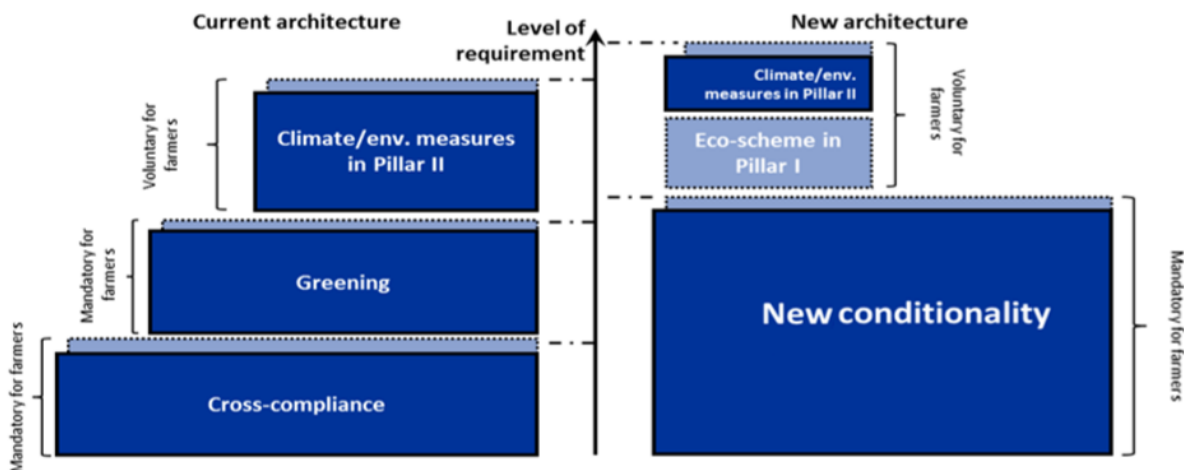 Current architecture
Level of
requirement
New architecture
Voluntary for
farmers
Climate/env. measures
in Pillar II
Mandatory for
farmers
Greening
Mandatory for farmers
Cross-compliance
Climate/env.
measures in Pillar II
Eco-scheme in
Pillar I
Voluntary for
farmers
New conditionality
Mandatory for farmers